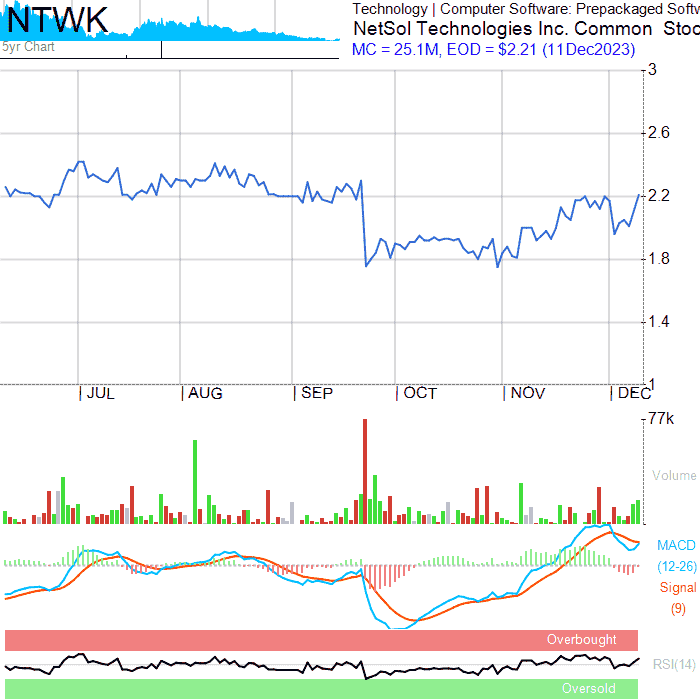 NTWK
5yr Chart
Technology | Computer Software: Prepackaged Softw
NetSol Technologies Inc. Common Stoc
MC = 25.1M, EOD = $2.21 (11Dec2023)
3
2.6
2.2
1.8
1.4
1
JUL AUG SEP OCT NOV DEC
77k
Volume
MACD
(12-26)
Signal
(9)
Overbought
RSI(14)
Oversold